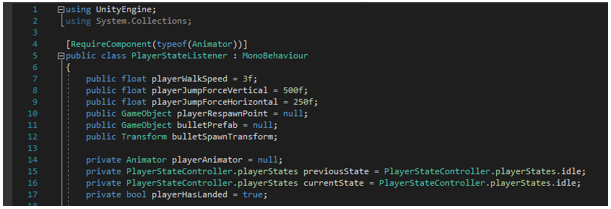 1 using UnityEngine;
2 using System.Collections;
3
4 [RequireComponent(typeof(Animator))]
5 public class PlayerStateListener : MonoBehaviour
6 {
7 public float playerWalkSpeed = 3f;
8 public float playerJumpForceVertical = 500f;
9 public float playerJumpForceHorizontal = 250f;
10 public GameObject playerRespawnPoint = null;
11 public GameObject bulletPrefab = null;
12 public Transform bulletSpawnTransform;
13
14 private Animator playerAnimator = null;
15 private PlayerStateController.playerStates previousState = PlayerStateController.playerStates.idle;
16 private PlayerStateController.playerStates currentState = PlayerStateController.playerStates.idle;
17 private bool playerHasLanded = true;